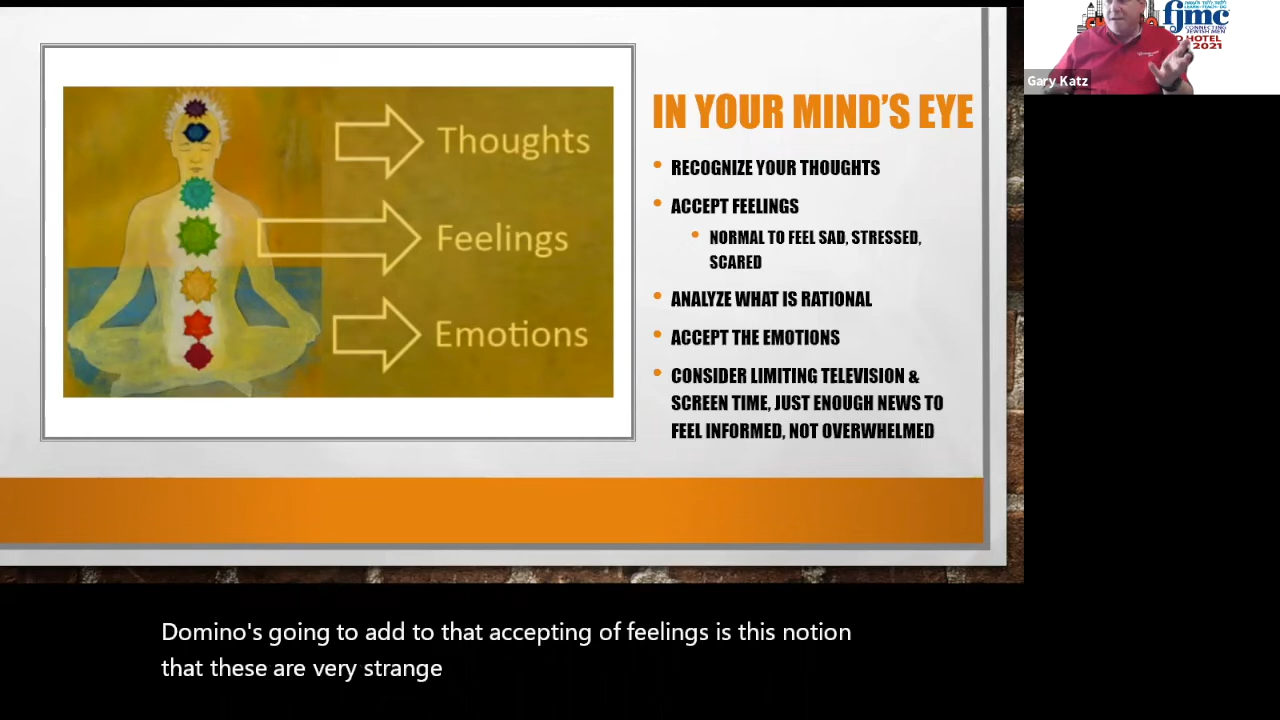 Thoughts
Feelings
Emotions
IN YOUR MIND'S EYE
• RECOGNIZE YOUR THOUGHTS
• ACCEPT FEELINGS
• NORMAL TO FEEL SAD, STRESSED,
SCARED
• ANALYZE WHAT IS RATIONAL
• ACCEPT THE EMOTIONS
• CONSIDER LIMITING TELEVISION &
SCREEN TIME, JUST ENOUGH NEWS TO
FEEL INFORMED, NOT OVERWHELMED
fjmc
CONNECTING
JEWISH MEN
HOTEL
2021
Gary Katz
Domino's going to add to that accepting of feelings is this notion
that these are very strange